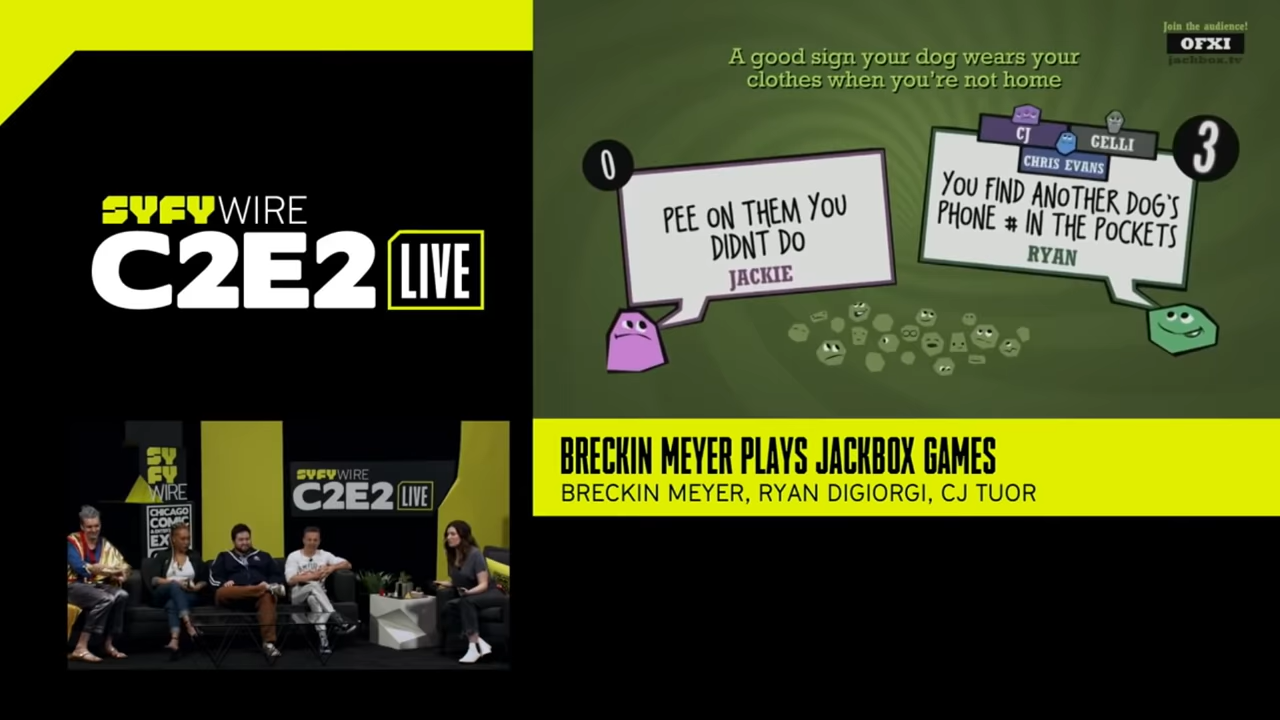 SYFY WIRE
C2E2 LIVE
Join the audience!
OFXI
jackbox.tv
A good sign your dog wears your
clothes when you're not home
0
PEE ON THEM YOU
DIDNT DO
JACKIE
CJ
GELLI
CHRIS EVANS
3
YOU FIND ANOTHER DOG'S
PHONE # IN THE POCKETS
RYAN
BRECKIN MEYER PLAYS JACKBOX GAMES
BRECKIN MEYER, RYAN DIGIORGI, CJ TUOR
SY
FY
WIRE
CHICAGO
COMIC
EX
SYFY WIRE
C2E2 LIVE